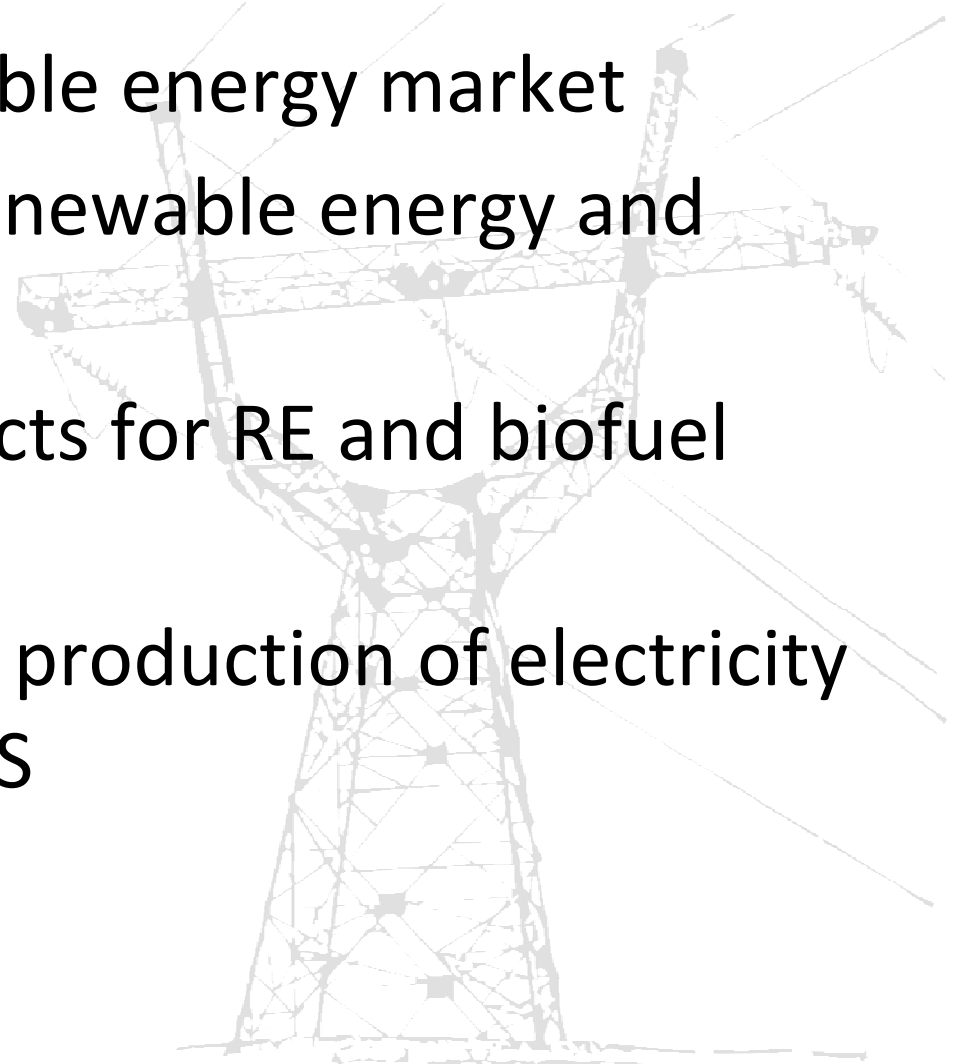 ble energy market
newable energy and
cts for RE and biofuel
production of electricity
S